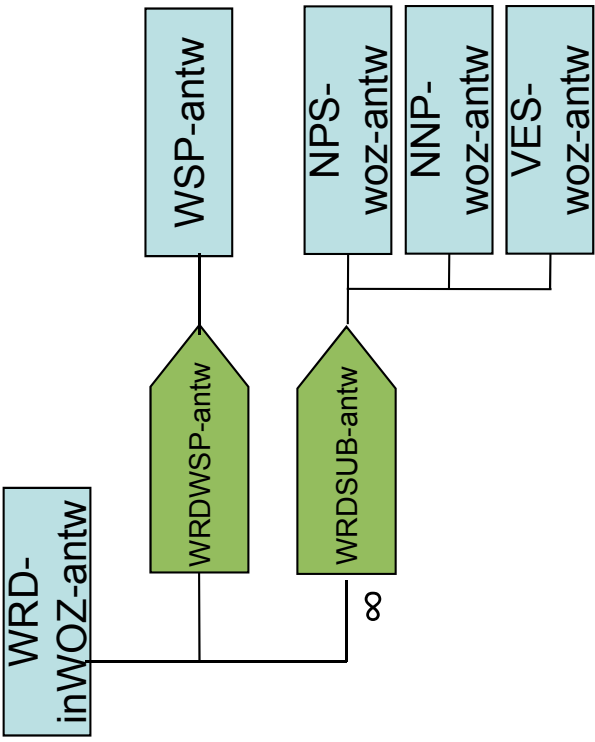 WRD-
inWOZ-antw
WRDWSP-antw
WSP-antw
∞
WRDSUB-antw
NPS-
woz-antw
NNP-
woz-antw
VES-
woz-antw